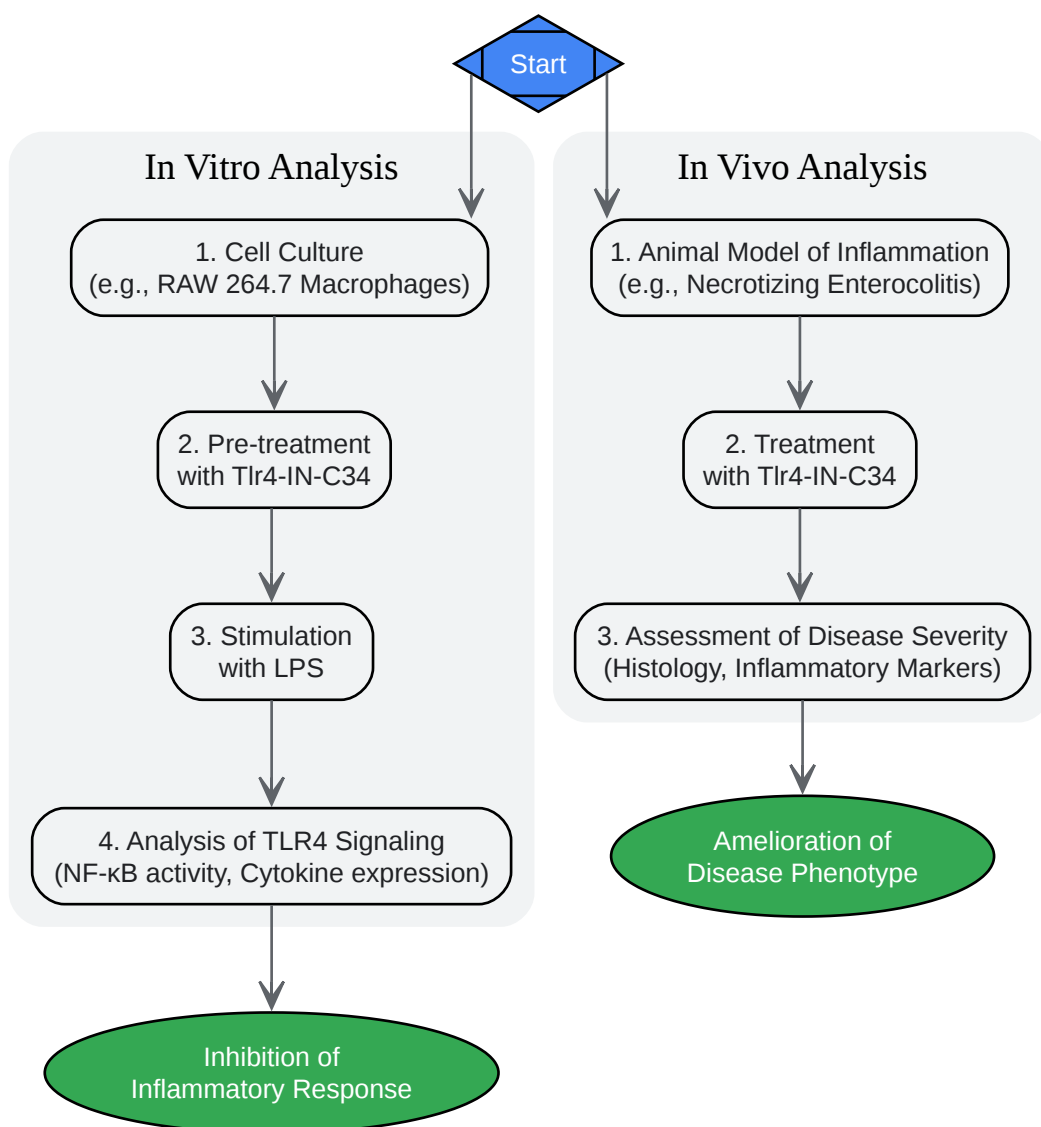 Start
In Vitro Analysis
1. Cell Culture
(e.g., RAW 264.7 Macrophages)
2. Pre-treatment
with Tlr4-IN-C34
3. Stimulation
with LPS
4. Analysis of TLR4 Signaling
(NF-κB activity, Cytokine expression)
Inhibition of
Inflammatory Response
In Vivo Analysis
1. Animal Model of Inflammation
(e.g., Necrotizing Enterocolitis)
2. Treatment
with Tlr4-IN-C34
3. Assessment of Disease Severity
(Histology, Inflammatory Markers)
Amelioration of
Disease Phenotype